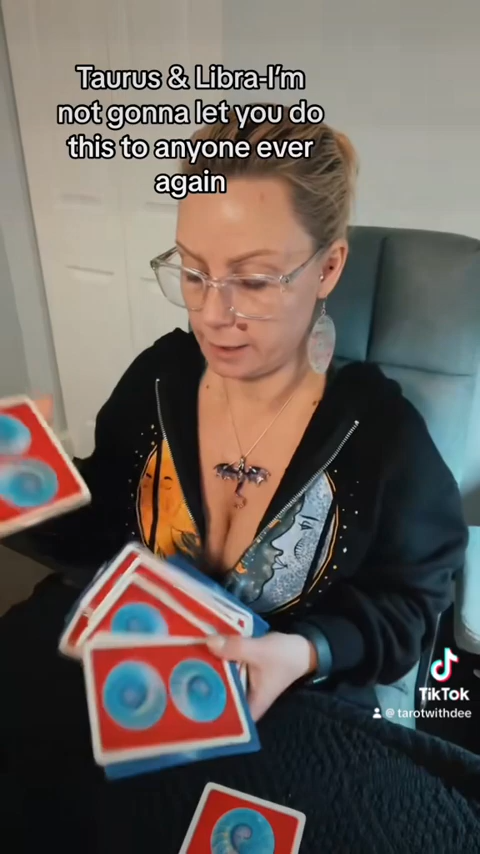 Taurus & Libra-I'm
not gonna let you do
this to anyone ever
again
TikTok
@tarotwithdee